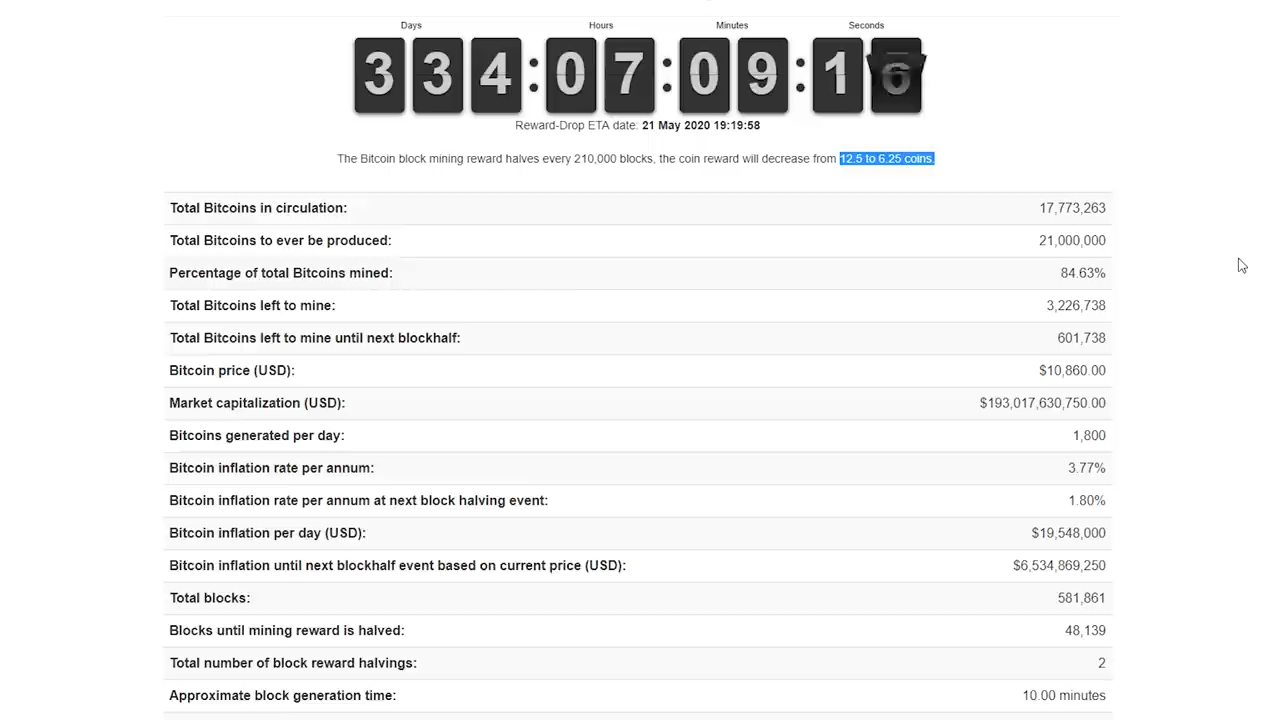 Days Hours Minutes Seconds
334:07:09:16
Reward-Drop ETA date: 21 May 2020 19:19:58
The Bitcoin block mining reward halves every 210,000 blocks, the coin reward will decrease from 12.5 to 6.25 coins.
Total Bitcoins in circulation: 17,773,263
Total Bitcoins to ever be produced: 21,000,000
Percentage of total Bitcoins mined: 84.63%
Total Bitcoins left to mine: 3,226,738
Total Bitcoins left to mine until next blockhalf: 601,738
Bitcoin price (USD): $10,860.00
Market capitalization (USD): $193,017,630,750.00
Bitcoins generated per day: 1,800
Bitcoin inflation rate per annum: 3.77%
Bitcoin inflation rate per annum at next block halving event: 1.80%
Bitcoin inflation per day (USD): $19,548,000
Bitcoin inflation until next blockhalf event based on current price (USD): $6,534,869,250
Total blocks: 581,861
Blocks until mining reward is halved: 48,139
Total number of block reward halvings: 2
Approximate block generation time: 10.00 minutes